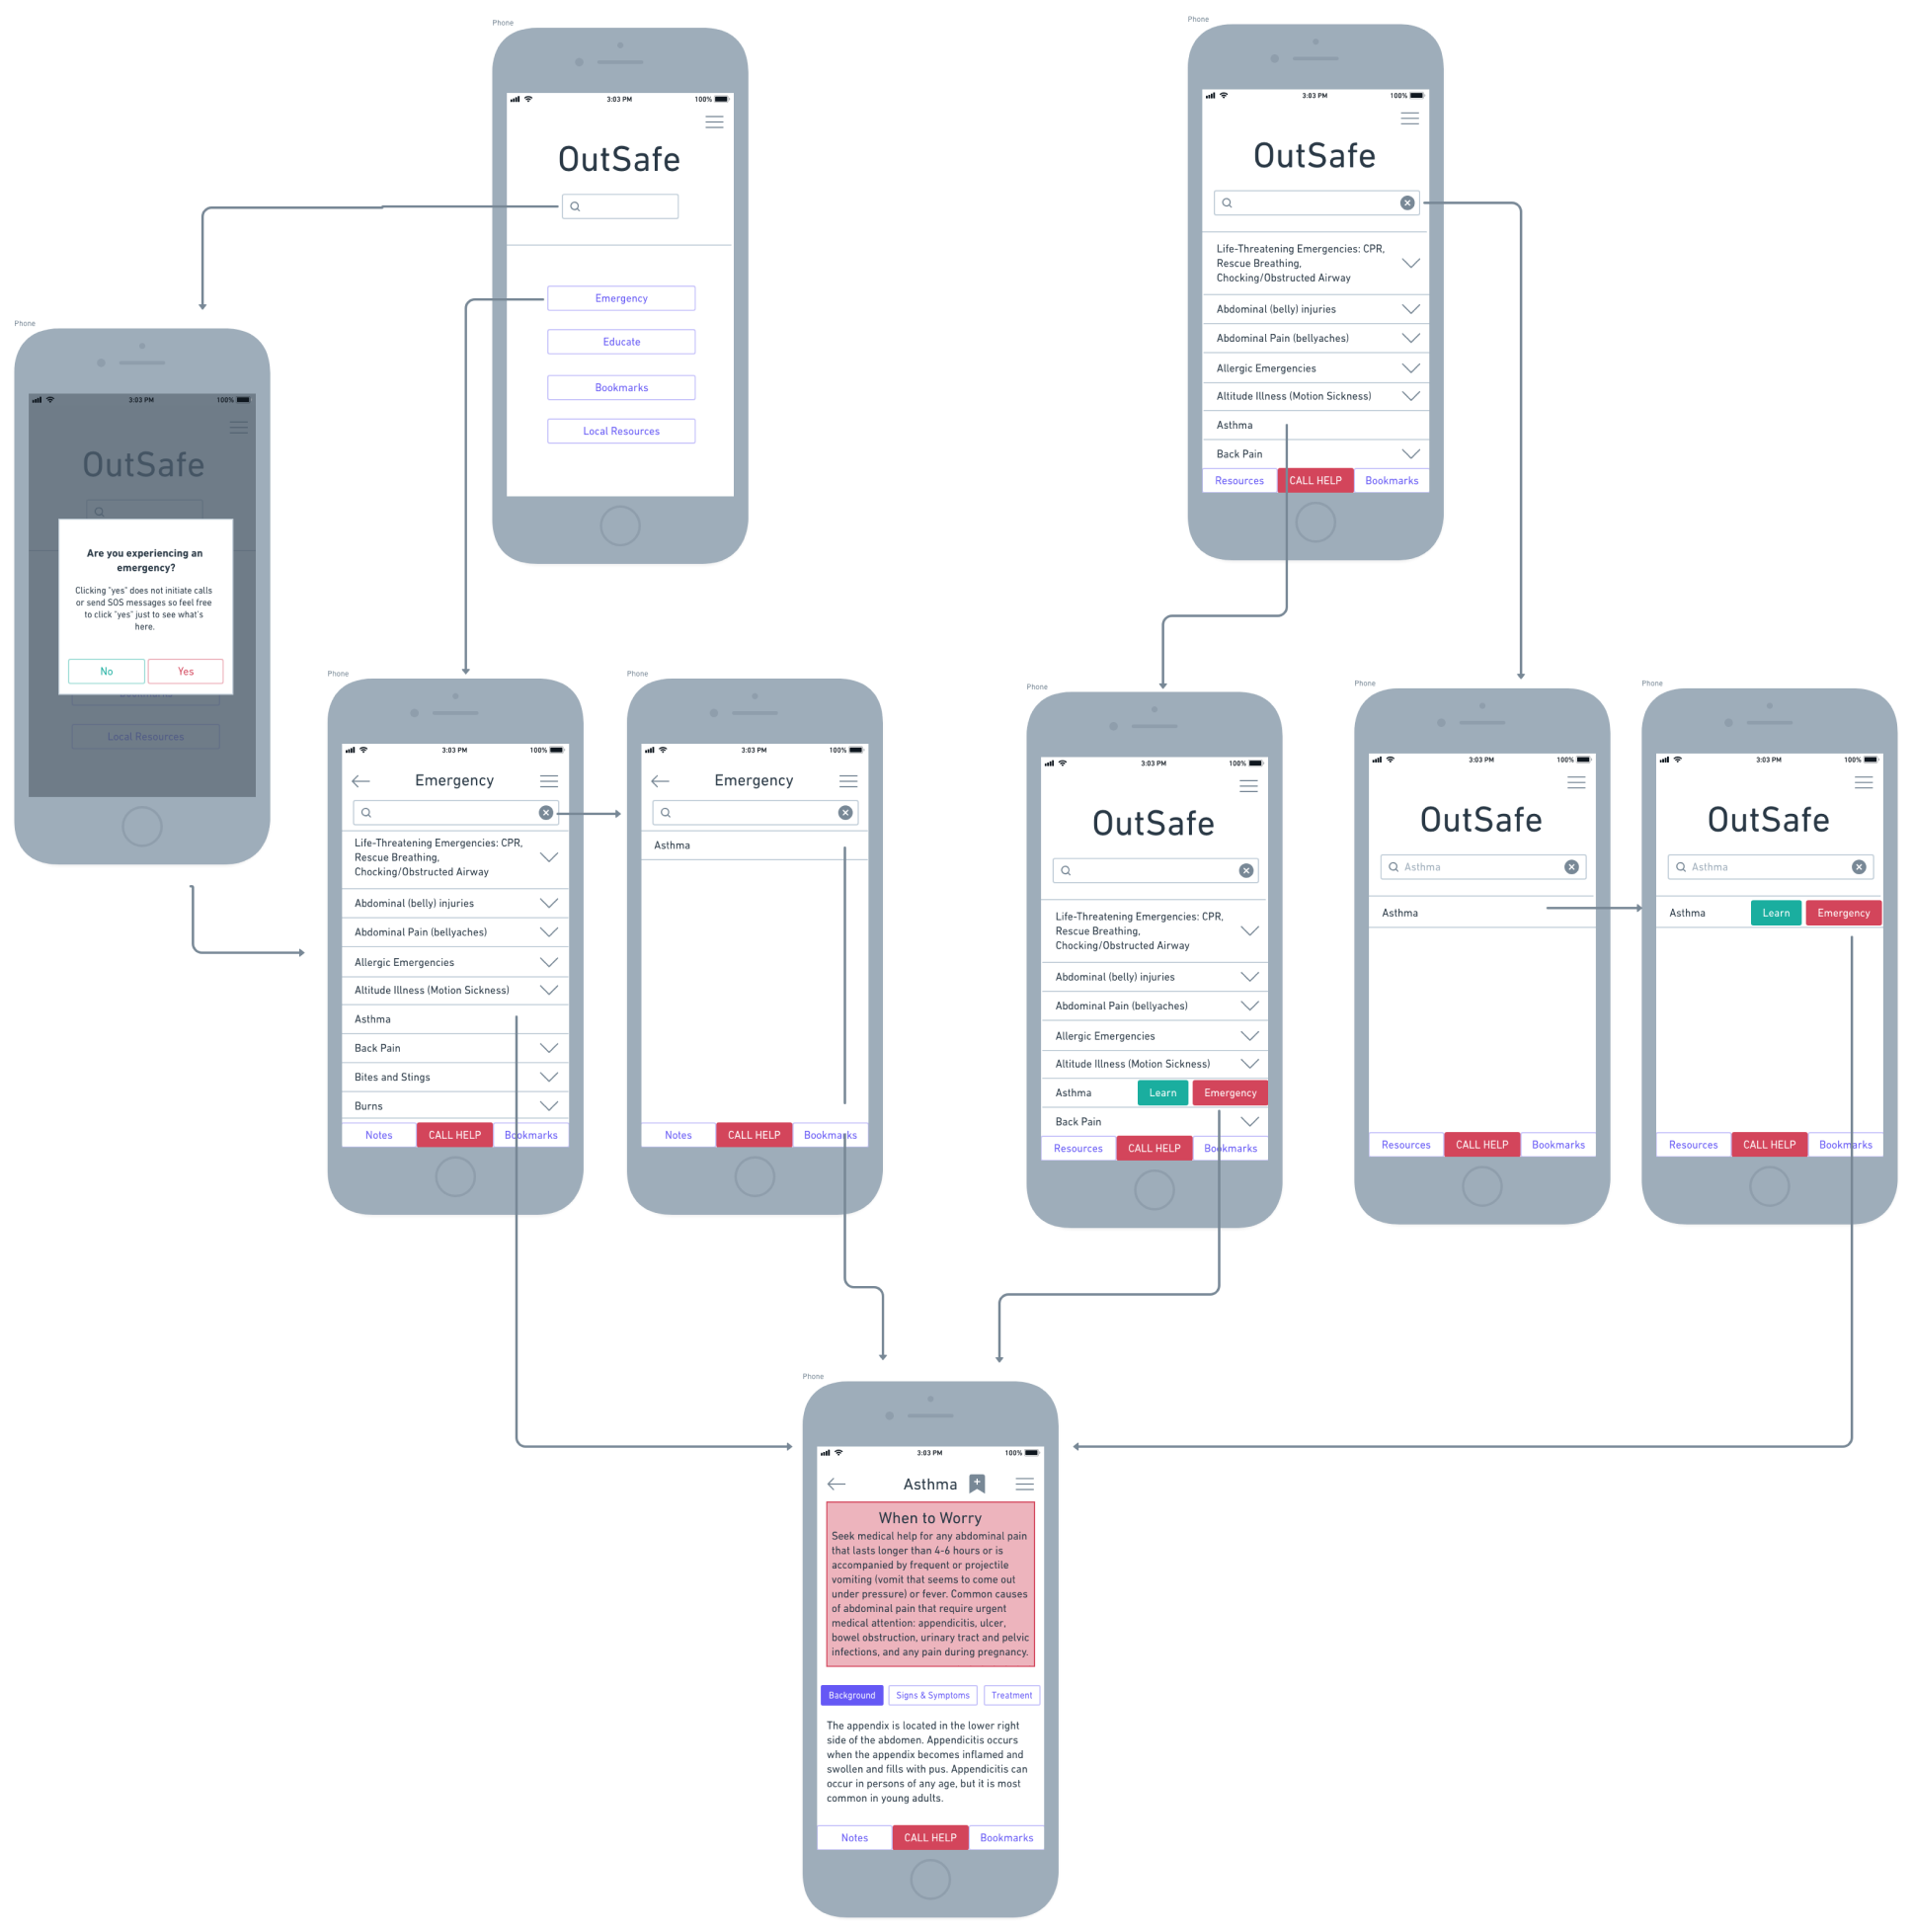 Phone
3:03 PM
100%
OutSafe
Emergency
Educate
Bookmarks
Local Resources
Phone
3:03 PM
100%
OutSafe
Life-Threatening Emergencies: CPR,
Rescue Breathing,
Chocking/Obstructed Airway
Abdominal (belly) injuries
Abdominal Pain (bellyaches)
Allergic Emergencies
Altitude Illness (Motion Sickness)
Asthma
Back Pain
Resources
CALL HELP
Bookmarks
Phone
3:03 PM
100%
OutSafe
Are you experiencing an
emergency?
Clicking "yes" does not initiate calls
or send SOS messages so feel free
to click "yes" just to see what's
here.
No
Yes
Local Resources
Phone
3:03 PM
100%
Emergency
Life-Threatening Emergencies: CPR,
Rescue Breathing,
Chocking/Obstructed Airway
Abdominal (belly) injuries
Abdominal Pain (bellyaches)
Allergic Emergencies
Altitude Illness (Motion Sickness)
Asthma
Back Pain
Bites and Stings
Burns
Notes
CALL HELP
Bookmarks
Phone
3:03 PM
100%
Emergency
Asthma
Notes
CALL HELP
Bookmarks
Phone
3:03 PM
100%
OutSafe
Life-Threatening Emergencies: CPR,
Rescue Breathing,
Chocking/Obstructed Airway
Abdominal (belly) injuries
Abdominal Pain (bellyaches)
Allergic Emergencies
Altitude Illness (Motion Sickness)
Asthma
Learn
Emergency
Back Pain
Resources
CALL HELP
Bookmarks
Phone
3:03 PM
100%
OutSafe
Asthma
Asthma
Resources
CALL HELP
Bookmarks
Phone
3:03 PM
100%
OutSafe
Asthma
Asthma
Learn
Emergency
Resources
CALL HELP
Bookmarks
Phone
3:03 PM
100%
Asthma
When to Worry
Seek medical help for any abdominal pain
that lasts longer than 4-6 hours or is
accompanied by frequent or projectile
vomiting (vomit that seems to come out
under pressure) or fever. Common causes
of abdominal pain that require urgent
medical attention: appendicitis, ulcer,
bowel obstruction, urinary tract and pelvic
infections, and any pain during pregnancy.
Background
Signs & Symptoms
Treatment
The appendix is located in the lower right
side of the abdomen. Appendicitis occurs
when the appendix becomes inflamed and
swollen and fills with pus. Appendicitis can
occur in persons of any age, but it is most
common in young adults.
Notes
CALL HELP
Bookmarks